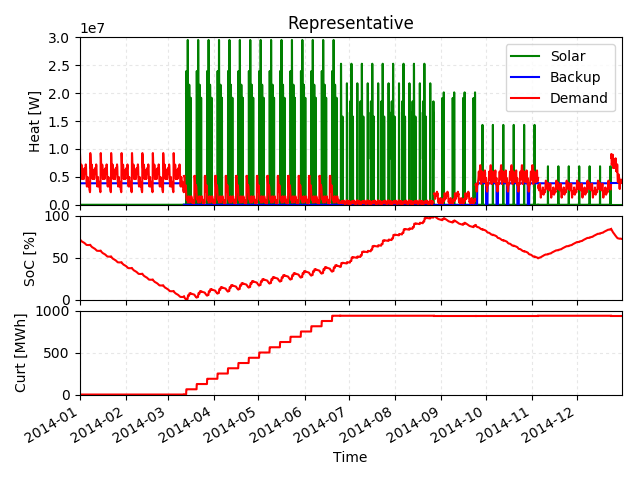 Representative
1e7
3.0
2.5
2.0
1.5
1.0
0.5
0.0
Heat [W]
Solar
Backup
Demand
100
50
0
SoC [%]
1000
500
0
Curt [MWh]
2014-01
2014-02
2014-03
2014-04
2014-05
2014-06
2014-07
2014-08
2014-09
2014-10
2014-11
2014-12
Time